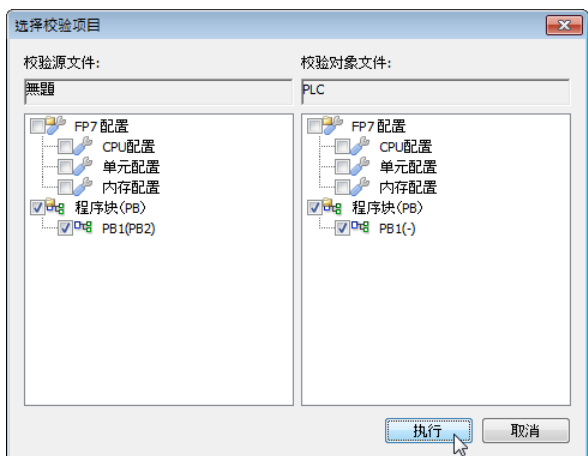 选择校验项目
校验源文件:
無題
FP7 配置
CPU配置
单元配置
内存配置
程序块(PB)
PB1(PB2)
校验对象文件:
PLC
FP7 配置
CPU配置
单元配置
内存配置
程序块(PB)
PB1(-)
执行
取消